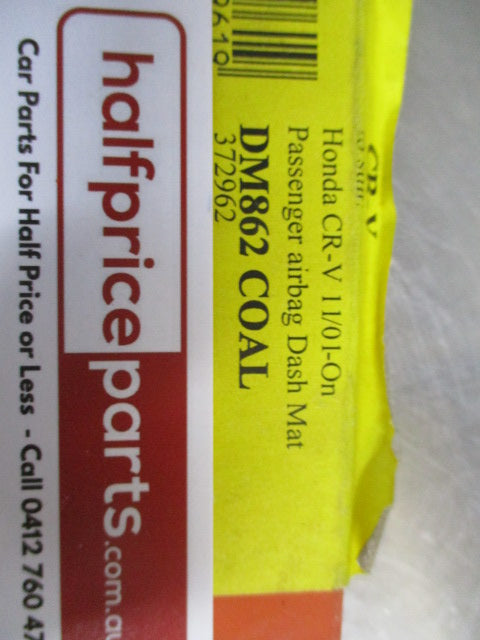 CR-V
Honda CR-V 11/01-On
Passenger airbag Dash Mat
DM862 COAL
372962
halfpriceparts.com.au
Car Parts For Half Price or Less - Call 0412 760 47